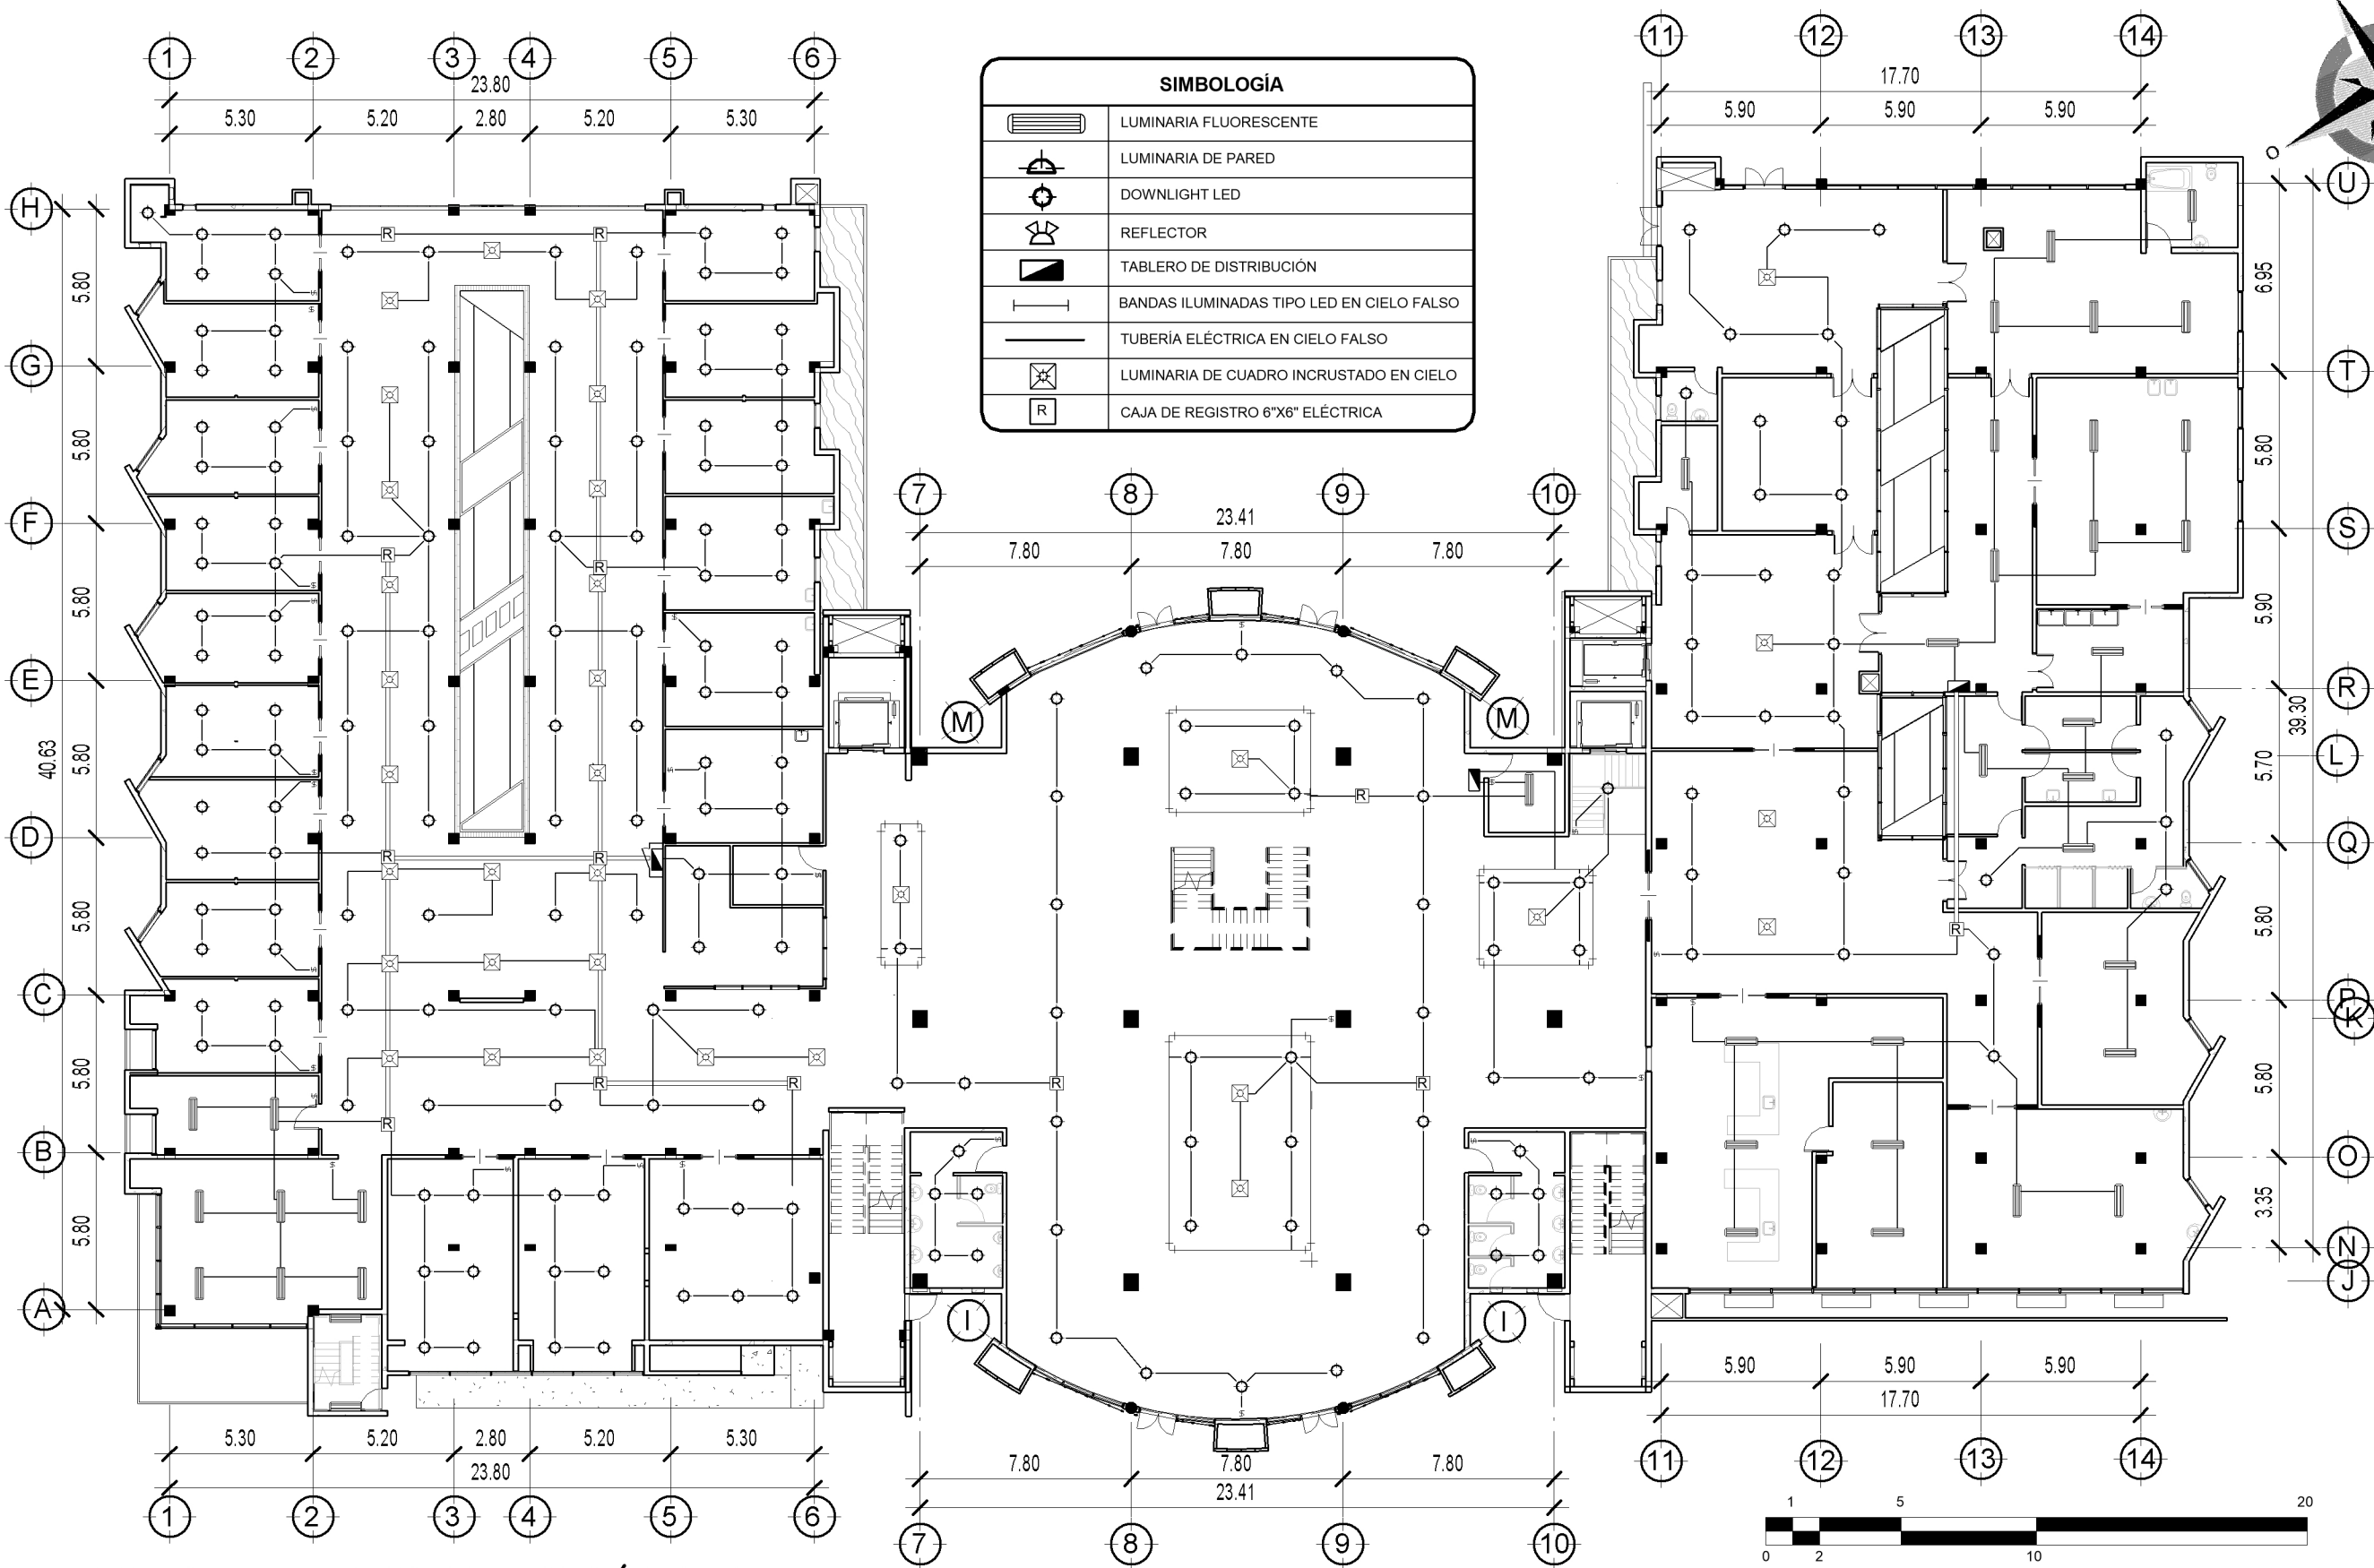 1 2 3 4 5 6
23.80
5.30 5.20 2.80 5.20 5.30
11 12 13 14
17.70
5.90 5.90 5.90
O
SIMBOLOGÍA
LUMINARIA FLUORESCENTE
LUMINARIA DE PARED
DOWNLIGHT LED
REFLECTOR
TABLERO DE DISTRIBUCIÓN
BANDAS ILUMINADAS TIPO LED EN CIELO FALSO
TUBERÍA ELÉCTRICA EN CIELO FALSO
LUMINARIA DE CUADRO INCRUSTADO EN CIELO
R CAJA DE REGISTRO 6"X6" ELÉCTRICA
H
G
F
E
D
C
B
A
5.80
5.80
5.80
5.80
5.80
5.80
5.80
40.63
7 8 9 10
23.41
7.80 7.80 7.80
M M
I I
R R
R R
R R
R R
R
R R
R R
R
U
T
S
R
L
Q
P
K
O
N
J
6.95
5.80
5.90
5.70
5.80
5.80
3.35
39.30
5.30 5.20 2.80 5.20 5.30
23.80
1 2 3 4 5 6
7.80 7.80 7.80
23.41
7 8 9 10
5.90 5.90 5.90
17.70
11 12 13 14
1 5 20
0 2 10